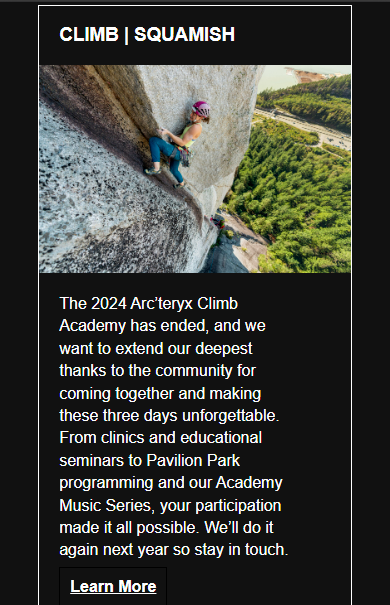 CLIMB | SQUAMISH
The 2024 Arc'teryx Climb
Academy has ended, and we
want to extend our deepest
thanks to the community for
coming together and making
these three days unforgettable.
From clinics and educational
seminars to Pavilion Park
programming and our Academy
Music Series, your participation
made it all possible. We'll do it
again next year so stay in touch.
Learn More